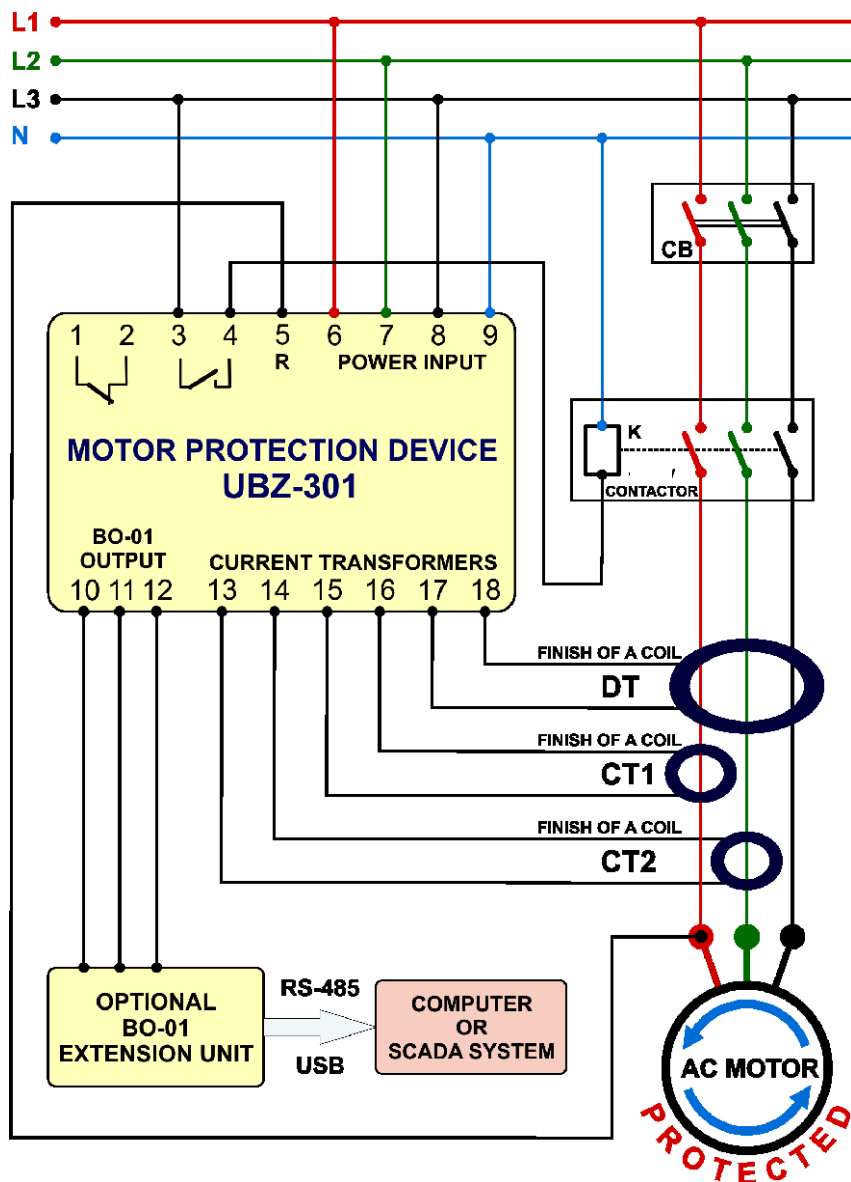 L1
L2
L3
N
CB
1 2 3 4 5 6 7 8 9
R POWER INPUT
MOTOR PROTECTION DEVICE
UBZ-301
K
CONTACTOR
BO-01
OUTPUT
CURRENT TRANSFORMERS
10 11 12 13 14 15 16 17 18
FINISH OF A COIL
DT
FINISH OF A COIL
CT1
FINISH OF A COIL
CT2
OPTIONAL
BO-01
EXTENSION UNIT
RS-485
USB
COMPUTER
OR
SCADA SYSTEM
AC MOTOR
PROTECTED